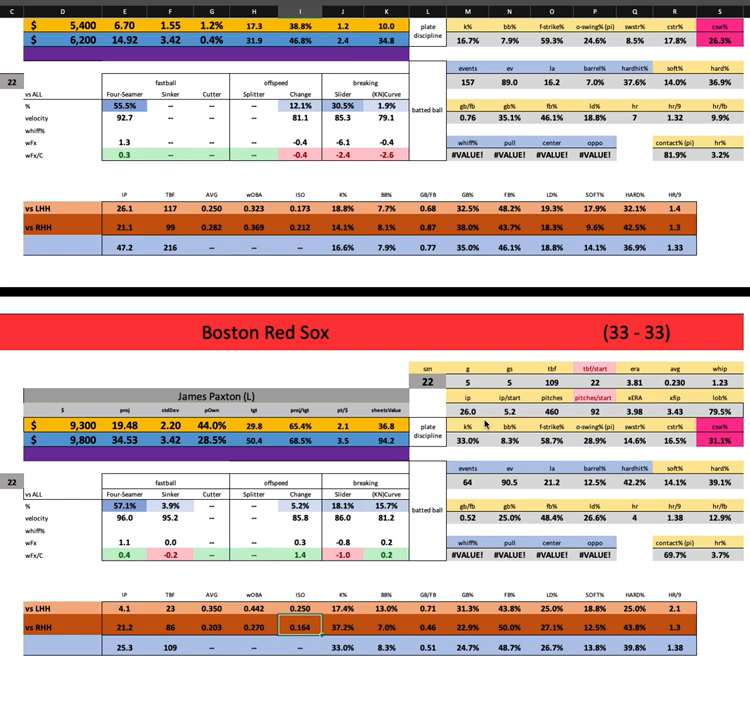 C D E F G H I J K L M N O P Q R S
$ 5,400 6.70 1.55 1.2% 17.3 38.8% 1.2 10.0 plate discipline k% bb% f-strike% o-swing% (pi) swstr% cstr% csw%
$ 6,200 14.92 3.42 0.4% 31.9 46.8% 2.4 34.8 16.7% 7.9% 59.3% 24.6% 8.5% 17.8% 26.3%
events ev la barrel% hardhit% soft% hard%
22 fastball offspeed breaking 157 89.0 16.2 7.0% 37.6% 14.0% 36.9%
vs ALL Four-Seamer Sinker Cutter Splitter Change Slider (KN)Curve
% 55.5% -- -- -- 12.1% 30.5% 1.9% batted ball gb/fb gb% fb% ld% hr hr/9 hr/fb
velocity 92.7 -- -- -- 81.1 85.3 79.1 0.76 35.1% 46.1% 18.8% 7 1.32 9.9%
whiff%
wFx 1.3 -- -- -- -0.4 -6.1 -0.4 whiff% pull center oppo contact% (pi) hr%
wFx/C 0.3 -- -- -- -0.4 -2.4 -2.6 #VALUE! #VALUE! #VALUE! #VALUE! 81.9% 3.2%
IP TBF AVG wOBA ISO K% BB% GB/FB GB% FB% LD% SOFT% HARD% HR/9
vs LHH 26.1 117 0.250 0.323 0.173 18.8% 7.7% 0.68 32.5% 48.2% 19.3% 17.9% 32.1% 1.4
vs RHH 21.1 99 0.282 0.369 0.212 14.1% 8.1% 0.87 38.0% 43.7% 18.3% 9.6% 42.5% 1.3
47.2 216 -- -- -- 16.6% 7.9% 0.77 35.0% 46.1% 18.8% 14.1% 36.9% 1.33
Boston Red Sox (33 - 33)
szn g gs tbf tbf/start era avg whip
22 5 5 109 22 3.81 0.230 1.23
James Paxton (L) ip ip/start pitches pitches/start xERA xfip lob%
$ proj stdDev pOwn tgt proj/tgt pt/$ sheetsValue 26.0 5.2 460 92 3.98 3.43 79.5%
$ 9,300 19.48 2.20 44.0% 29.8 65.4% 2.1 36.8 plate discipline k% bb% f-strike% o-swing% (pi) swstr% cstr% csw%
$ 9,800 34.53 3.42 28.5% 50.4 68.5% 3.5 94.2 33.0% 8.3% 58.7% 28.9% 14.6% 16.5% 31.1%
events ev la barrel% hardhit% soft% hard%
22 fastball offspeed breaking 64 90.5 21.2 12.5% 42.2% 14.1% 39.1%
vs ALL Four-Seamer Sinker Cutter Splitter Change Slider (KN)Curve
% 57.1% 3.9% -- -- 5.2% 18.1% 15.7% batted ball gb/fb gb% fb% ld% hr hr/9 hr/fb
velocity 96.0 95.2 -- -- 85.8 86.0 81.2 0.52 25.0% 48.4% 26.6% 4 1.38 12.9%
whiff%
wFx 1.1 0.0 -- -- 0.3 -0.8 0.2 whiff% pull center oppo contact% (pi) hr%
wFx/C 0.4 -0.2 -- -- 1.4 -1.0 0.2 #VALUE! #VALUE! #VALUE! #VALUE! 69.7% 3.7%
IP TBF AVG wOBA ISO K% BB% GB/FB GB% FB% LD% SOFT% HARD% HR/9
vs LHH 4.1 23 0.350 0.442 0.250 17.4% 13.0% 0.71 31.3% 43.8% 25.0% 18.8% 25.0% 2.1
vs RHH 21.2 86 0.203 0.270 0.164 37.2% 7.0% 0.46 22.9% 50.0% 27.1% 12.5% 43.8% 1.3
25.3 109 -- -- -- 33.0% 8.3% 0.51 24.7% 48.7% 26.7% 13.8% 39.8% 1.38